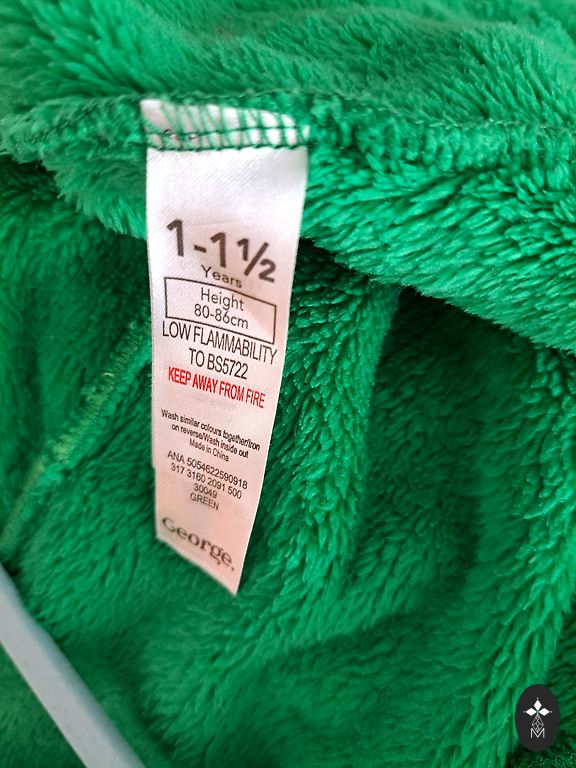 1-1½
Years
Height
80-86cm
LOW FLAMMABILITY
TO BS5722
KEEP AWAY FROM FIRE
Wash similar colours together/Iron
on reverse/Wash inside out
Made in China
ANA 5054622590918
317 3160 2091 500
30049
GREEN
George.
M